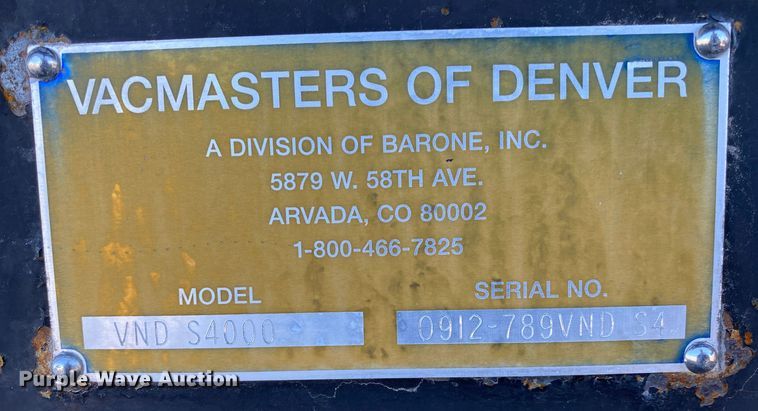 VACMASTERS OF DENVER
A DIVISION OF BARONE, INC.
5879 W. 58TH AVE.
ARVADA, CO 80002
1-800-466-7825
MODEL SERIAL NO.
VND S4000 0912-789VND S4
Purple Wave Auction